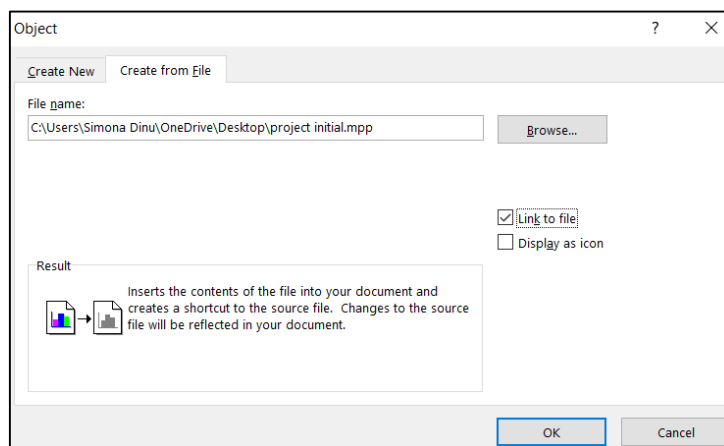 Object
?
Create New
Create from File
File name:
C:\Users\Simona Dinu\OneDrive\Desktop\project initial.mpp
Browse...
Link to file
Display as icon
Result
Inserts the contents of the file into your document and
creates a shortcut to the source file. Changes to the source
file will be reflected in your document.
OK
Cancel